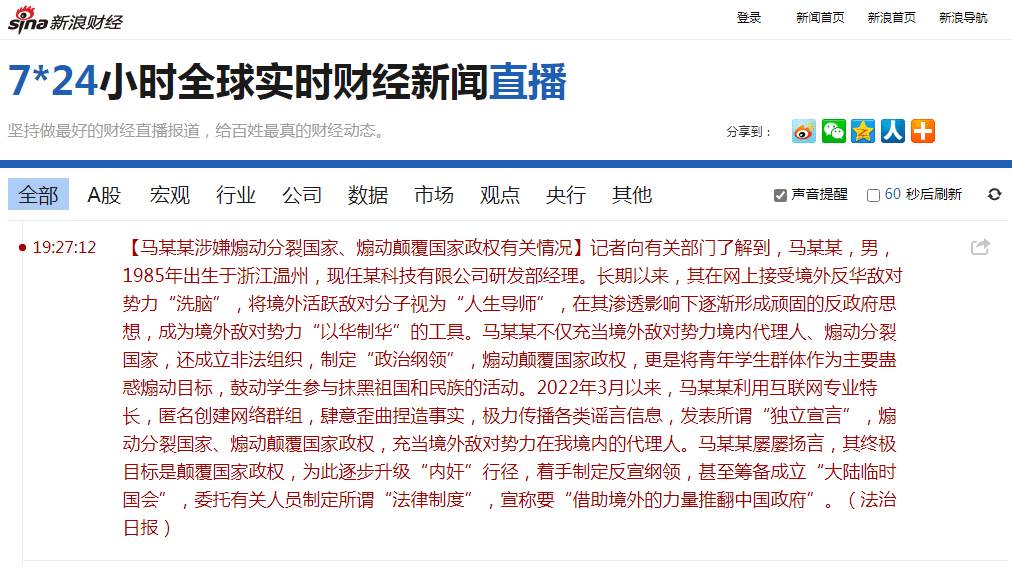 sina新浪财经
登录 新闻首页 新浪首页 新浪导航
7*24小时全球实时财经新闻直播
坚持做最好的财经直播报道，给百姓最真的财经动态。
分享到：
全部 A股 宏观 行业 公司 数据 市场 观点 央行 其他
声音提醒 60 秒后刷新
19:27:12 【马某某涉嫌煽动分裂国家、煽动颠覆国家政权有关情况】记者向有关部门了解到，马某某，男，
1985年出生于浙江温州，现任某科技有限公司研发部经理。长期以来，其在网上接受境外反华敌对
势力“洗脑”，将境外活跃敌对分子视为“人生导师”，在其渗透影响下逐渐形成顽固的反政府思
想，成为境外敌对势力“以华制华”的工具。马某某不仅充当境外敌对势力境内代理人、煽动分裂
国家，还成立非法组织，制定“政治纲领”，煽动颠覆国家政权，更是将青年学生群体作为主要蛊
惑煽动目标，鼓动学生参与抹黑祖国和民族的活动。2022年3月以来，马某某利用互联网专业特
长，匿名创建网络群组，肆意歪曲捏造事实，极力传播各类谣言信息，发表所谓“独立宣言”，煽
动分裂国家、煽动颠覆国家政权，充当境外敌对势力在我境内的代理人。马某某屡屡扬言，其终极
目标是颠覆国家政权，为此逐步升级“内奸”行径，着手制定反宣纲领，甚至筹备成立“大陆临时
国会”，委托有关人员制定所谓“法律制度”，宣称要“借助境外的力量推翻中国政府”。（法治
日报）